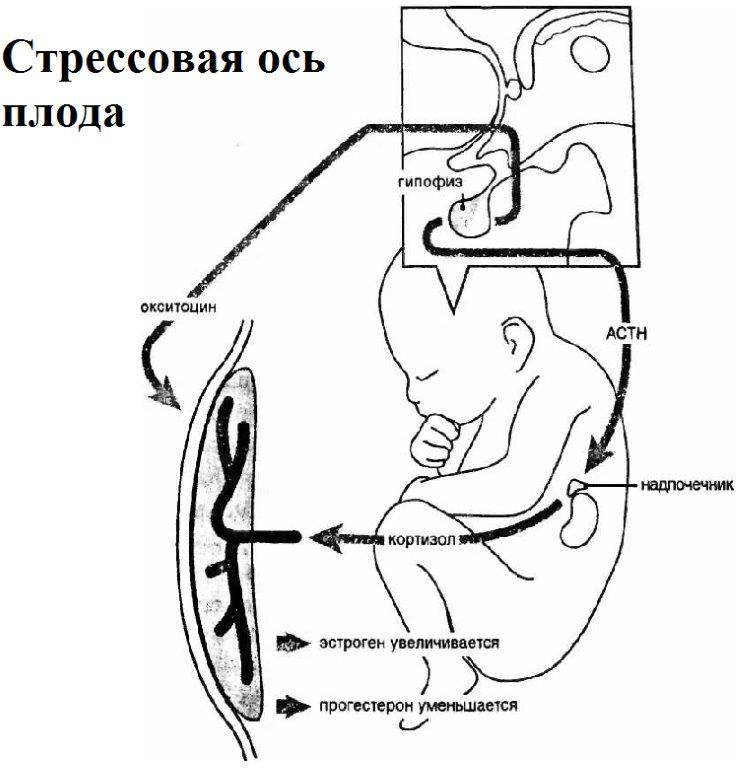 Стрессовая ось
плода
гипофиз
окситоцин
АСТН
надпочечник
кортизол
эстроген увеличивается
прогестерон уменьшается